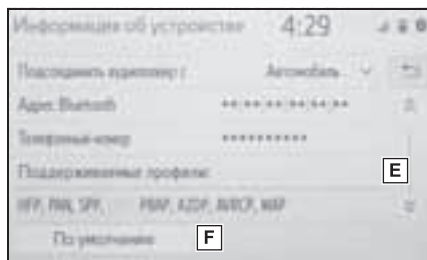 Информация об устройстве 4:29
Подсоединить аудиоплеер с Автомобиль
Адрес Bluetooth **:**:**:**:**:**
Телефонный номер **********
Поддерживаемые профили:
HFP, PAN, SPP, PBAP, A2DP, AVRCP, MAP
E
По умолчанию F